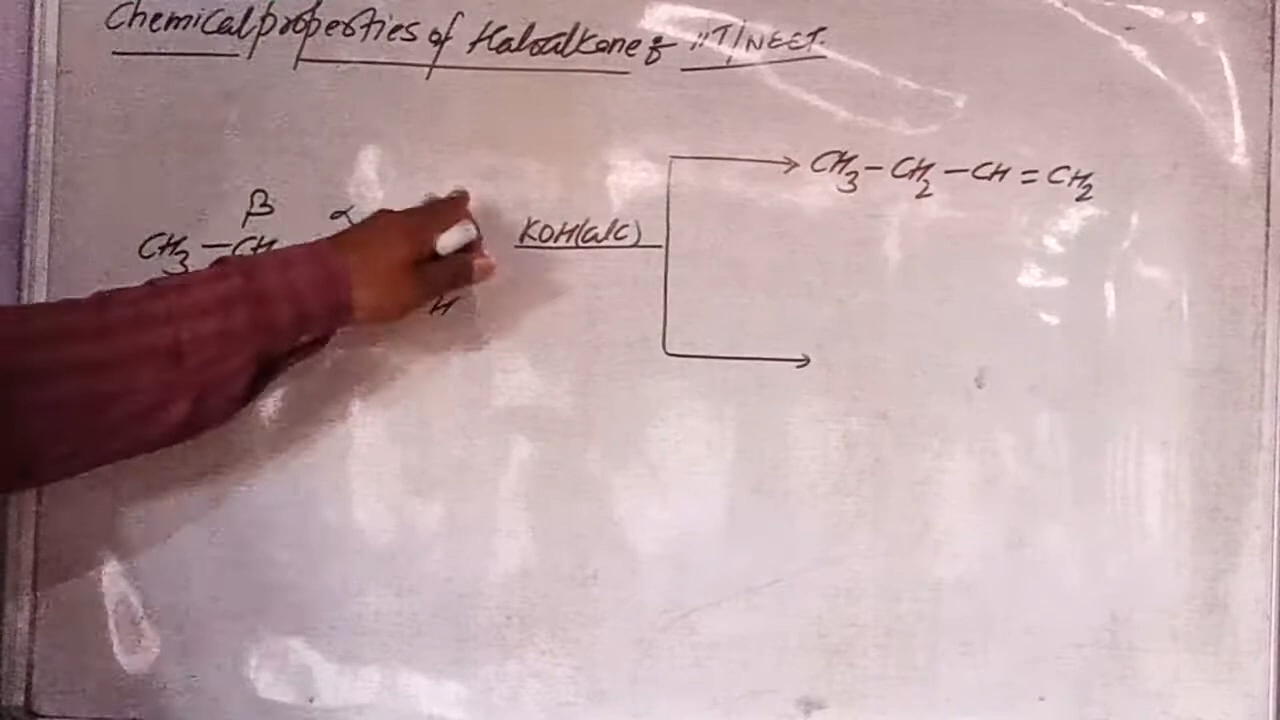 Chemical properties of Haloalkane & IIT/NEET.
CH3-CH2-CH=CH2
β α
CH3-CH
KOH(alc)
H